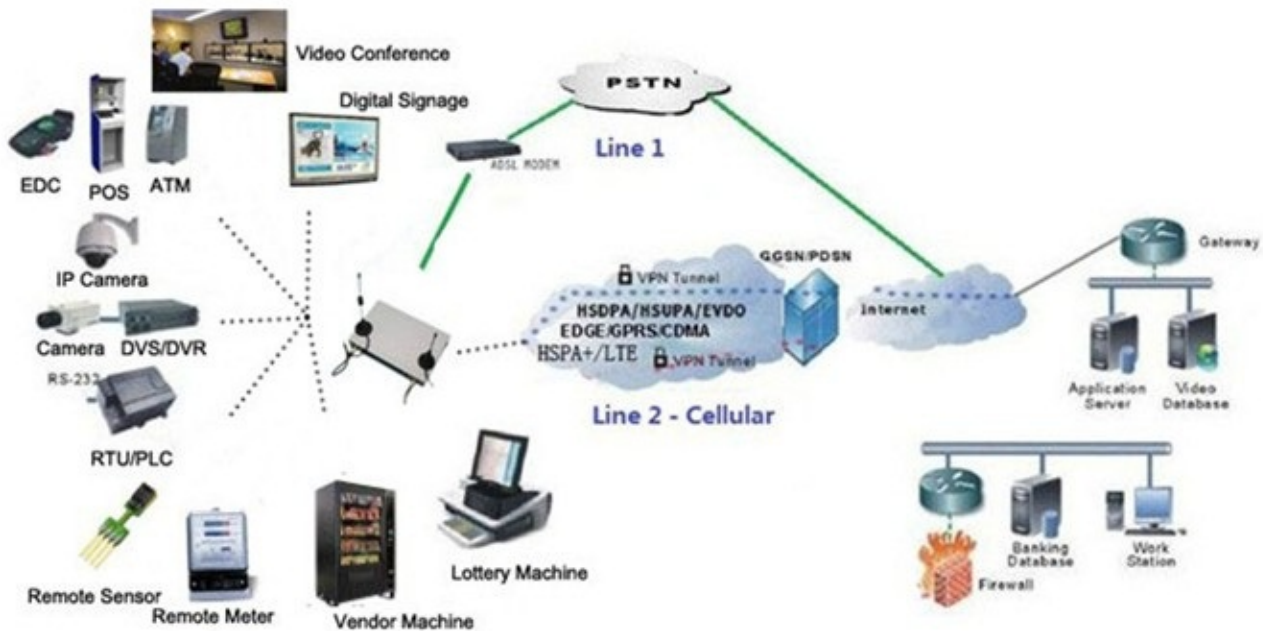 Video Conference
PSTN
Digital Signage
Line 1
ADSL MODEM
EDC
POS
ATM
IP Camera
GGSN/PDSN
Gateway
VPN Tunnel
HSDPA/HSUPA/EVDO
Internet
EDGE/GPRS/CDMA
HSPA+/LTE
VPN Tunnel
Camera
DVS/DVR
RS-232
Application
Server
Video
Database
Line 2 - Cellular
RTU/PLC
Lottery Machine
Banking
Database
Work
Station
Firewall
Remote Sensor
Remote Meter
Vendor Machine